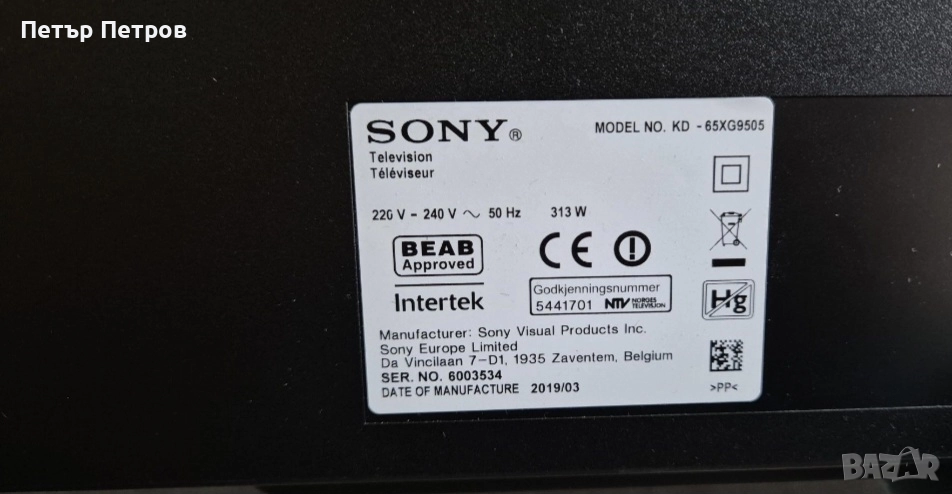 Петър Петров
SONY®
MODEL NO. KD - 65XG9505
Television
Téléviseur
220 V - 240 V ~ 50 Hz 313 W
BEAB
Approved
Intertek
CE
Godkjenningsnummer
5441701 NTV NORGES TELEVISJON
Hg
Manufacturer: Sony Visual Products Inc.
Sony Europe Limited
Da Vincilaan 7-D1, 1935 Zaventem, Belgium
SER. NO. 6003534
DATE OF MANUFACTURE 2019/03
>PP<
BAZAR